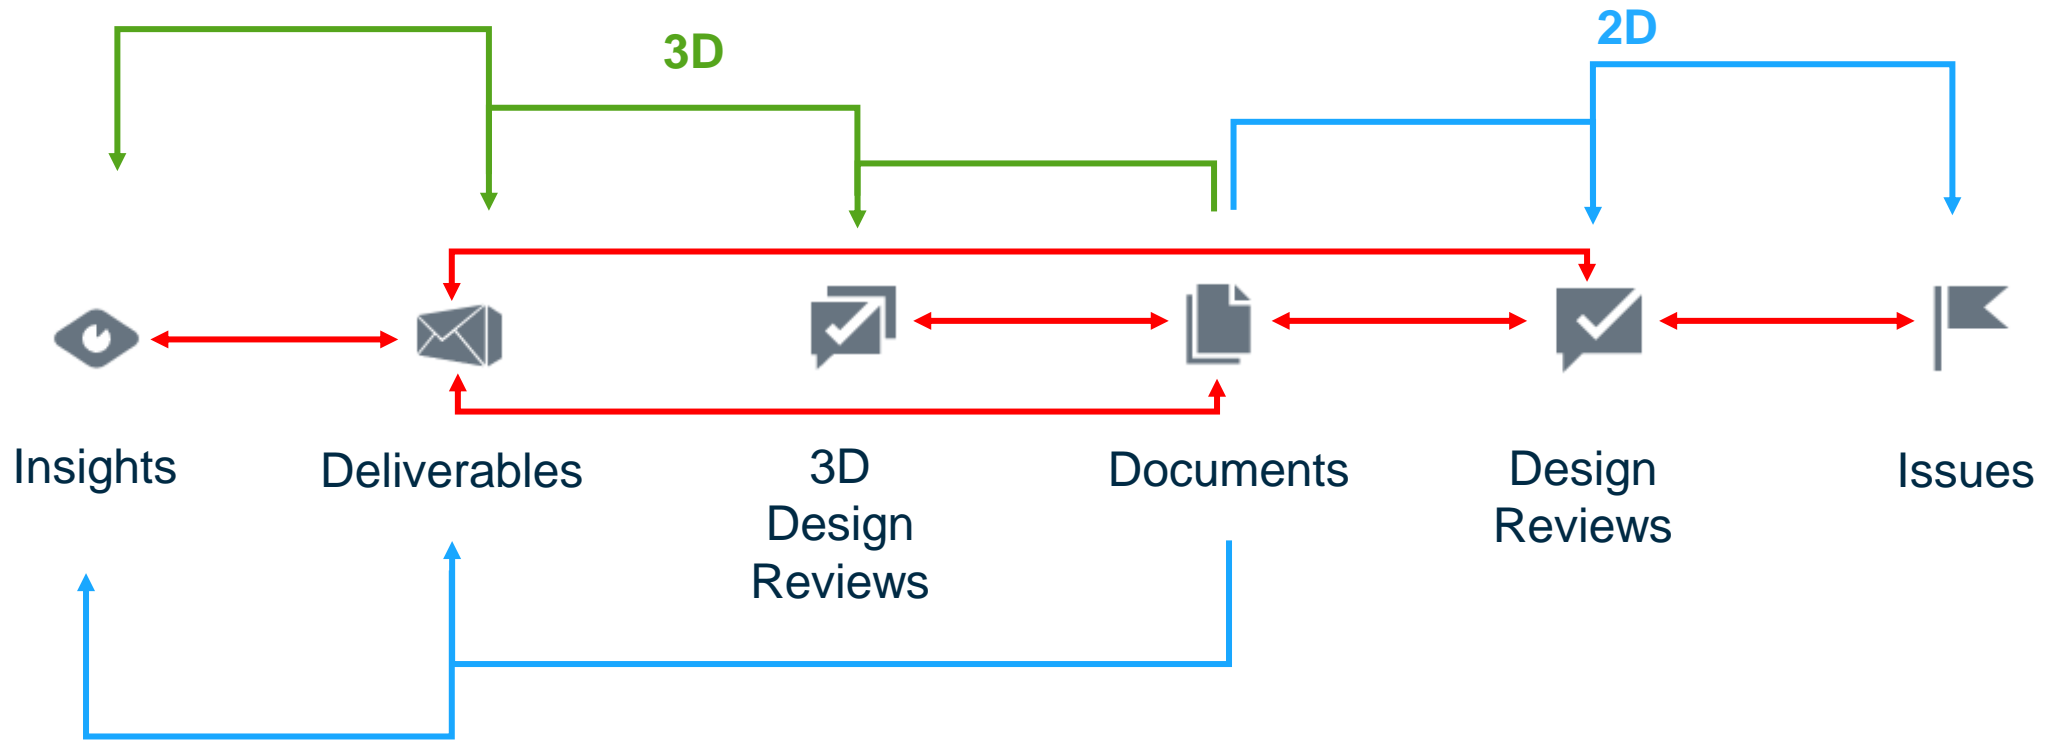 3D
2D
Insights
Deliverables
3D
Design
Reviews
Documents
Design
Reviews
Issues